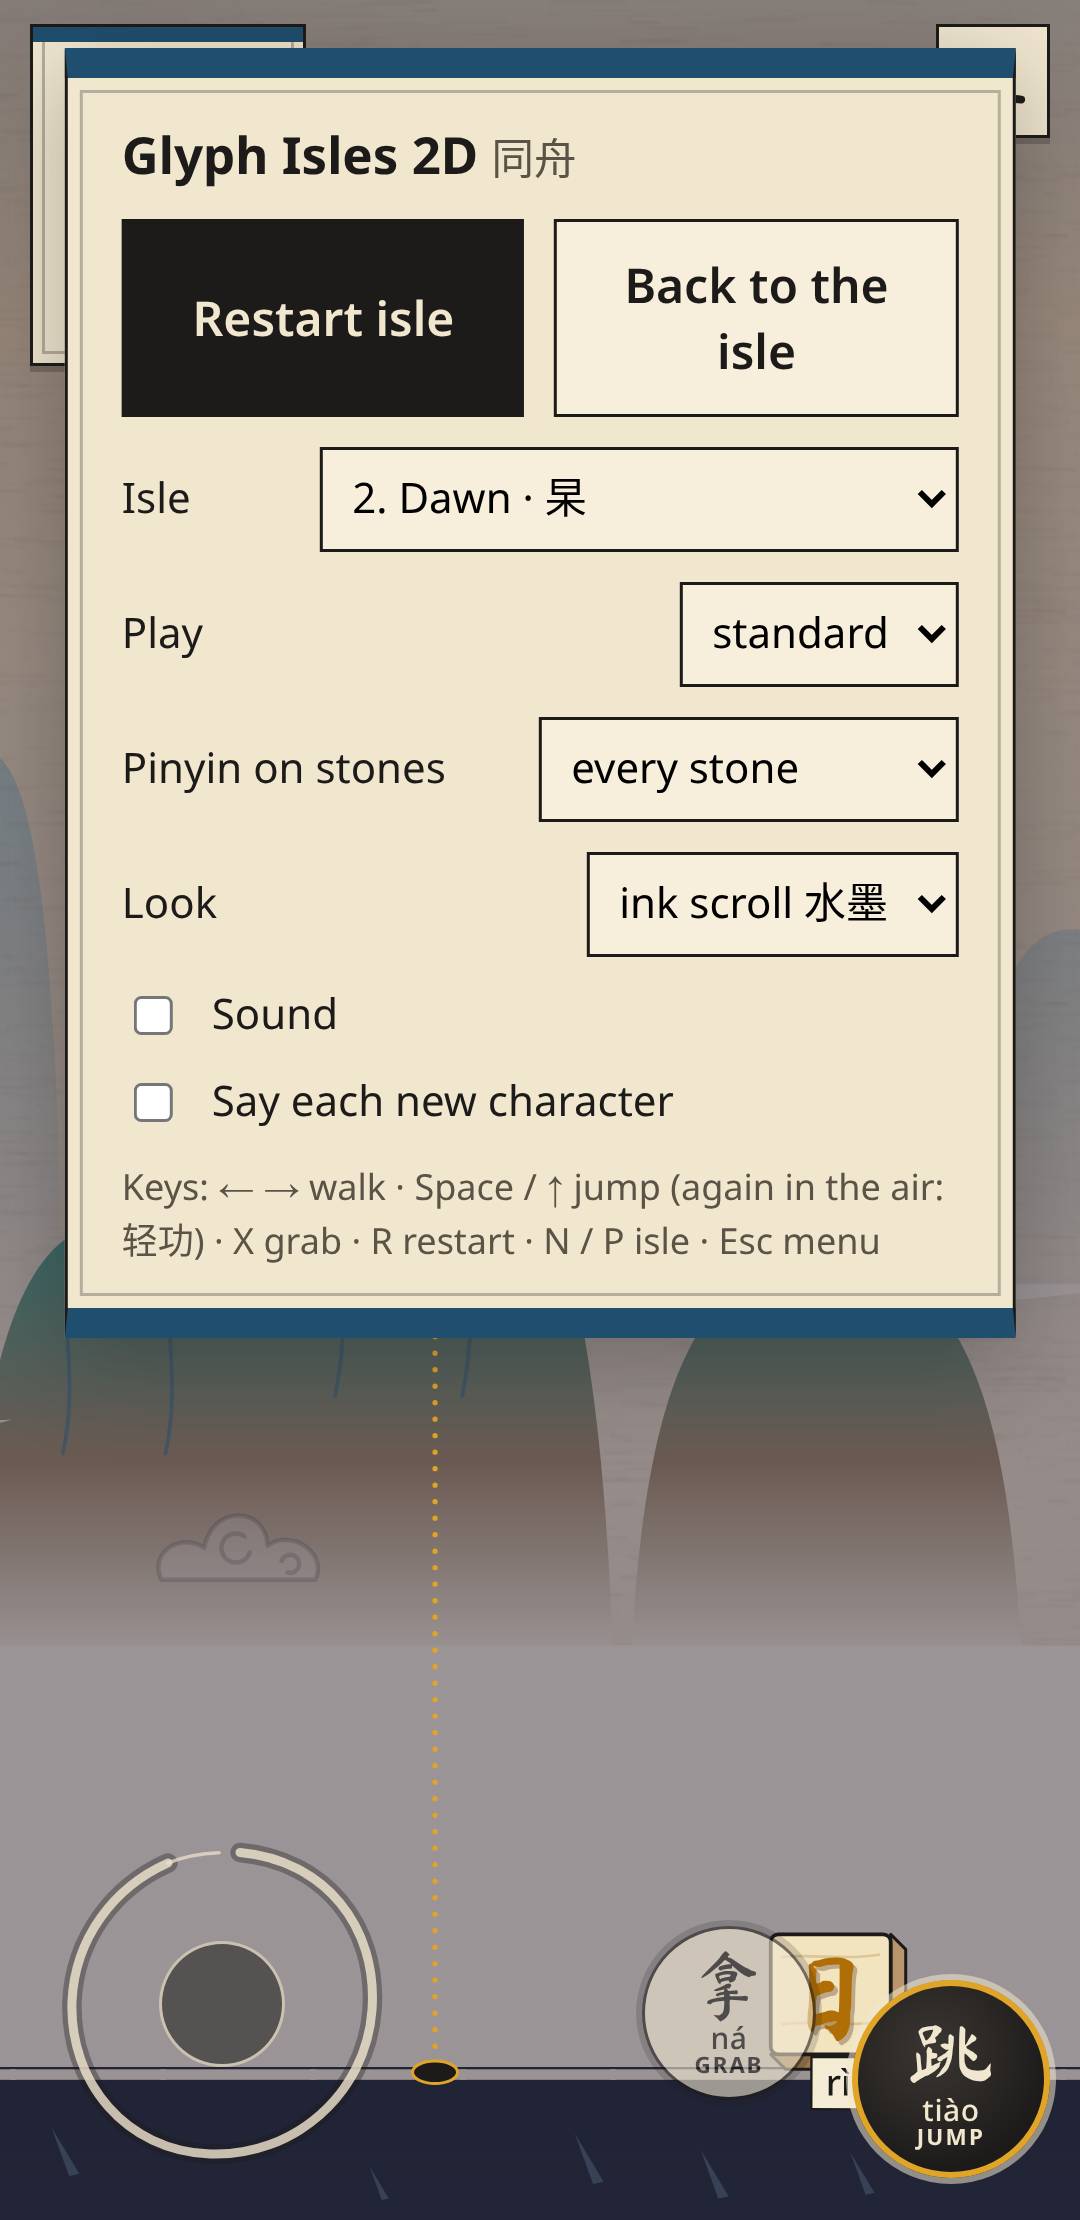 Glyph Isles 2D 同舟
Restart isle
Back to the
isle
Isle
2. Dawn · 杲
Play
standard
Pinyin on stones
every stone
Look
ink scroll 水墨
Sound
Say each new character
Keys: ←→ walk · Space / ↑ jump (again in the air:
轻功) · X grab · R restart · N / P isle · Esc menu
拿
ná
GRAB
日
rì
跳
tiào
JUMP